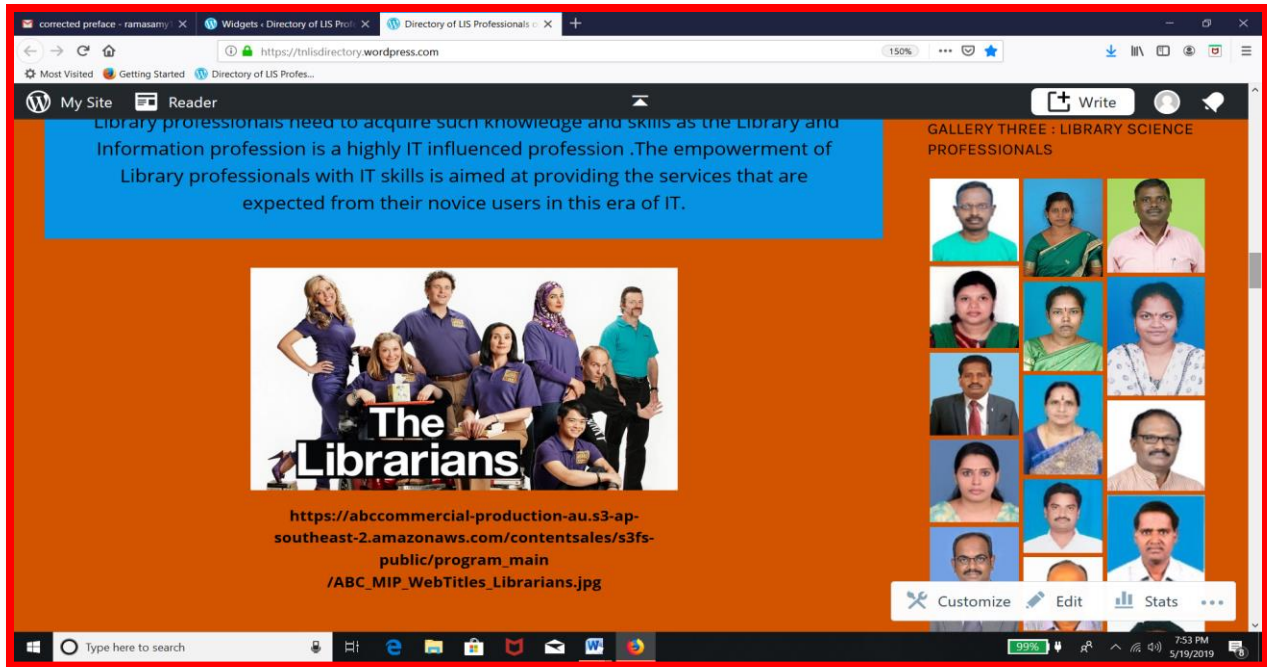 corrected preface - ramasamy
Widgets ‹ Directory of LIS Prof
Directory of LIS Professionals o
https://tnlisdirectory.wordpress.com
150%
Most Visited
Getting Started
Directory of LIS Profes...
My Site
Reader
Write
Library professionals need to acquire such knowledge and skills as the Library and
Information profession is a highly IT influenced profession .The empowerment of
Library professionals with IT skills is aimed at providing the services that are
expected from their novice users in this era of IT.
The
Librarians
https://abccommercial-production-au.s3-ap-
southeast-2.amazonaws.com/contentsales/s3fs-
public/program_main
/ABC_MIP_WebTitles_Librarians.jpg
GALLERY THREE : LIBRARY SCIENCE
PROFESSIONALS
Customize
Edit
Stats
Type here to search
99%
7:53 PM
5/19/2019